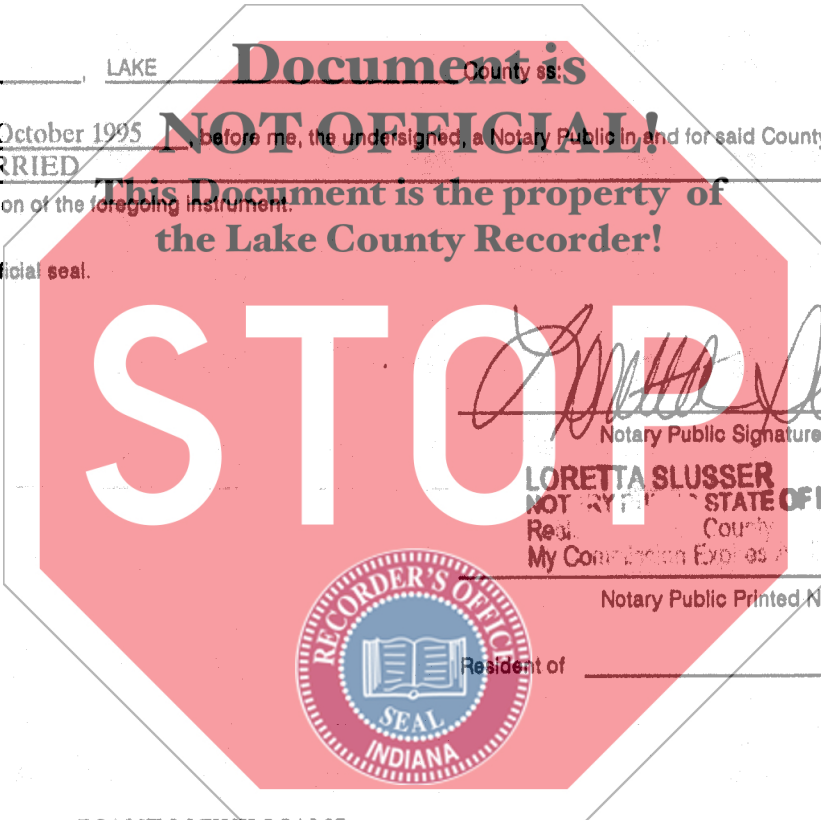 , LAKE County ss:
Document is
October 1995 , before me, the undersigned, a Notary Public in and for said County
NOT OFFICIAL!
RRIED
This Document is the property of
on of the foregoing instrument.
the Lake County Recorder!
ficial seal.
STOP
Notary Public Signature
LORETTA SLUSSER
STATE OF
County
My
Notary Public Printed N
RECORDER'S OFFICE
Resident of
SEAL
INDIANA